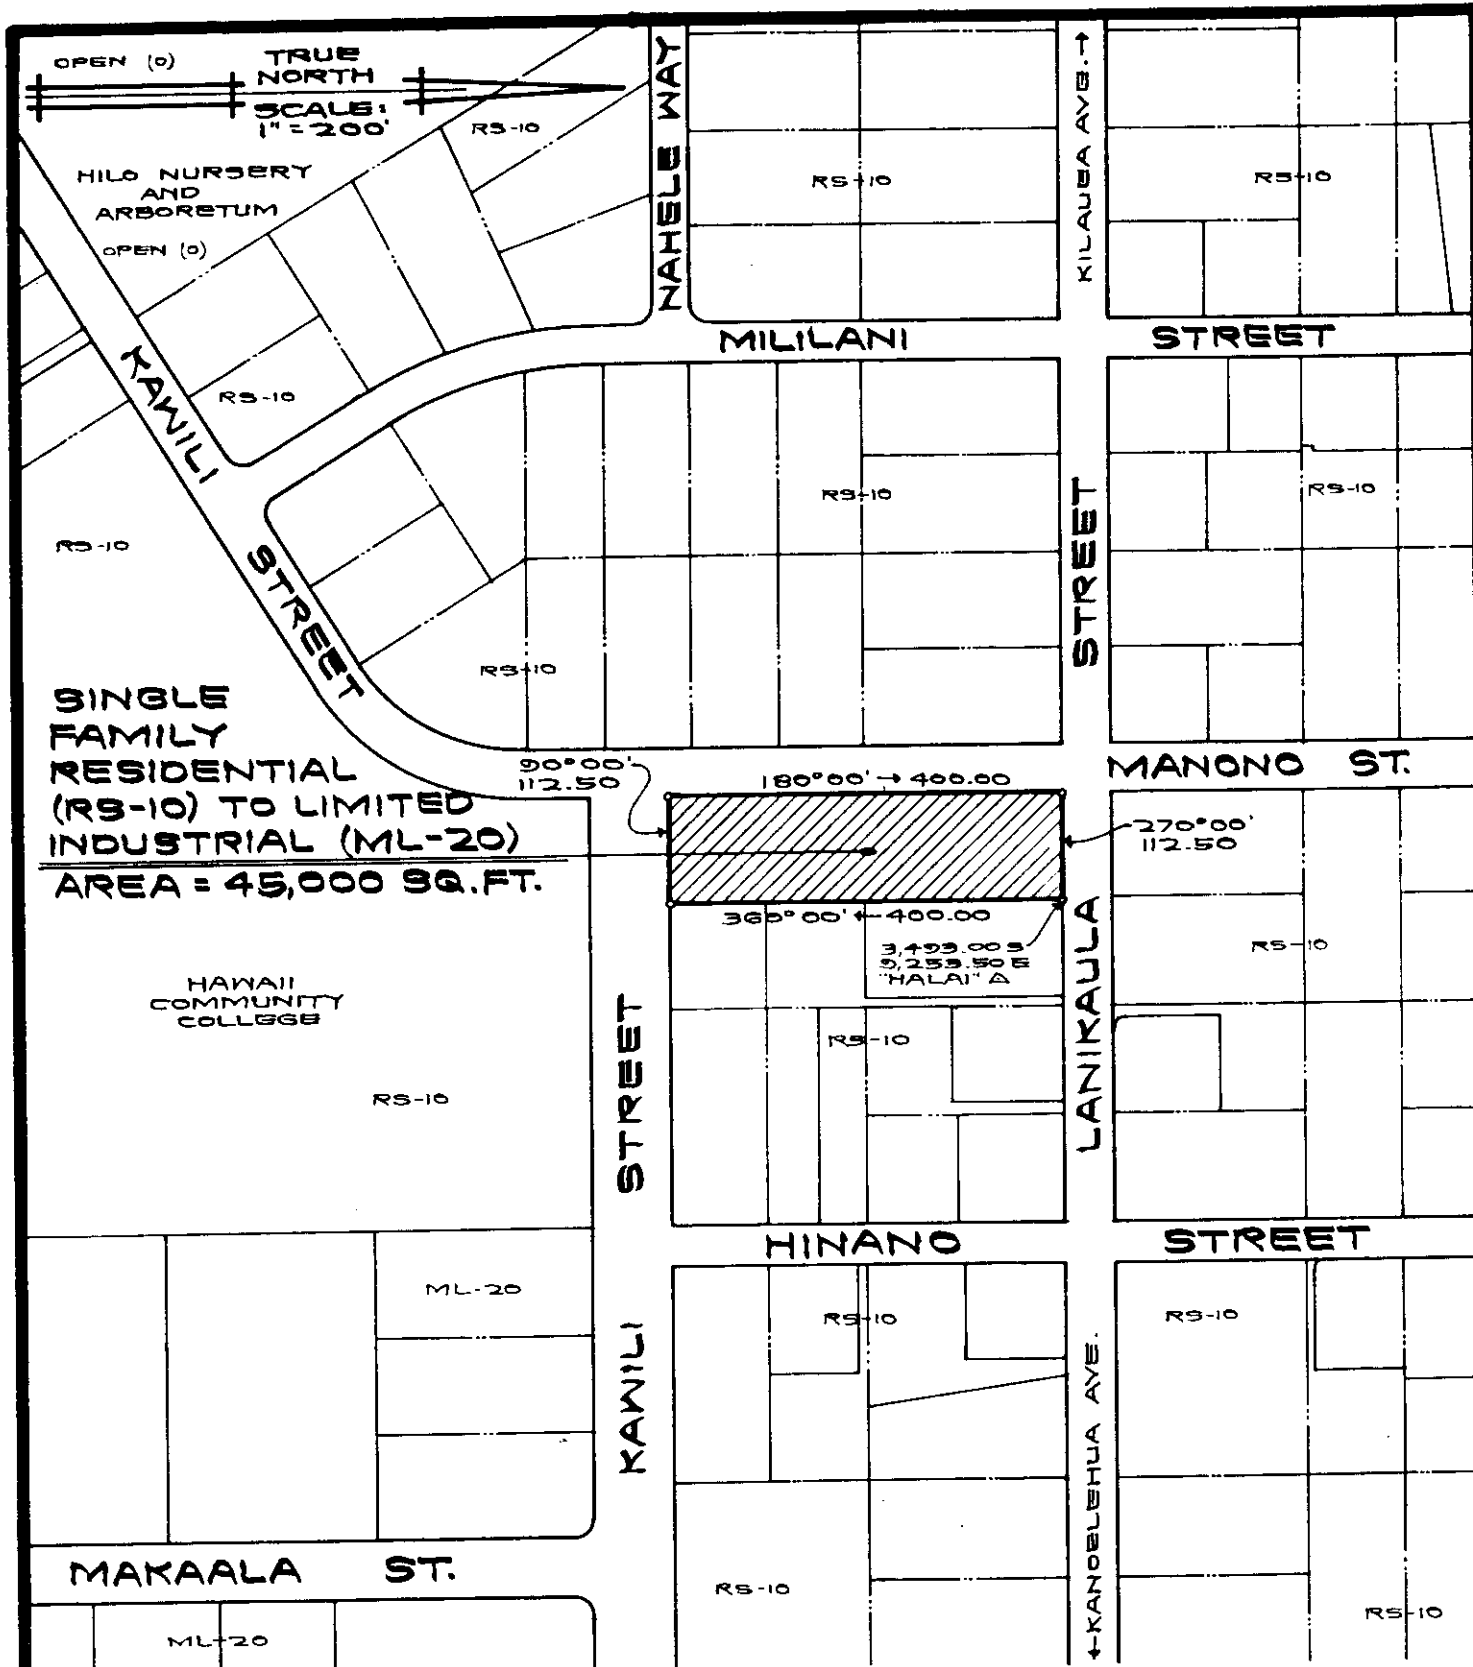 OPEN (O)
TRUE
NORTH
SCALE:
1" = 200'
RS-10
HILO NURSERY
AND
ARBORETUM
OPEN (O)
NAHELE WAY
RS-10
KILAUEA AVE. →
RS-10
MILILANI STREET
KAWILI STREET
RS-10
RS-10
RS-10
RS-10
STREET
RS-10
SINGLE
FAMILY
RESIDENTIAL
(RS-10) TO LIMITED
INDUSTRIAL (ML-20)
AREA = 45,000 SQ. FT.
90°00'
112.50
180°00' → 400.00
MANONO ST.
270°00'
112.50
360°00' ← 400.00
3,493.00 S
9,253.50 E
"HALAI" △
LANIKAULA
RS-10
HAWAII
COMMUNITY
COLLEGE
RS-10
STREET
RS-10
HINANO STREET
ML-20
RS-10
RS-10
KAWILI
←KANOELEHUA AVE.
MAKAALA ST.
RS-10
RS-10
ML-20